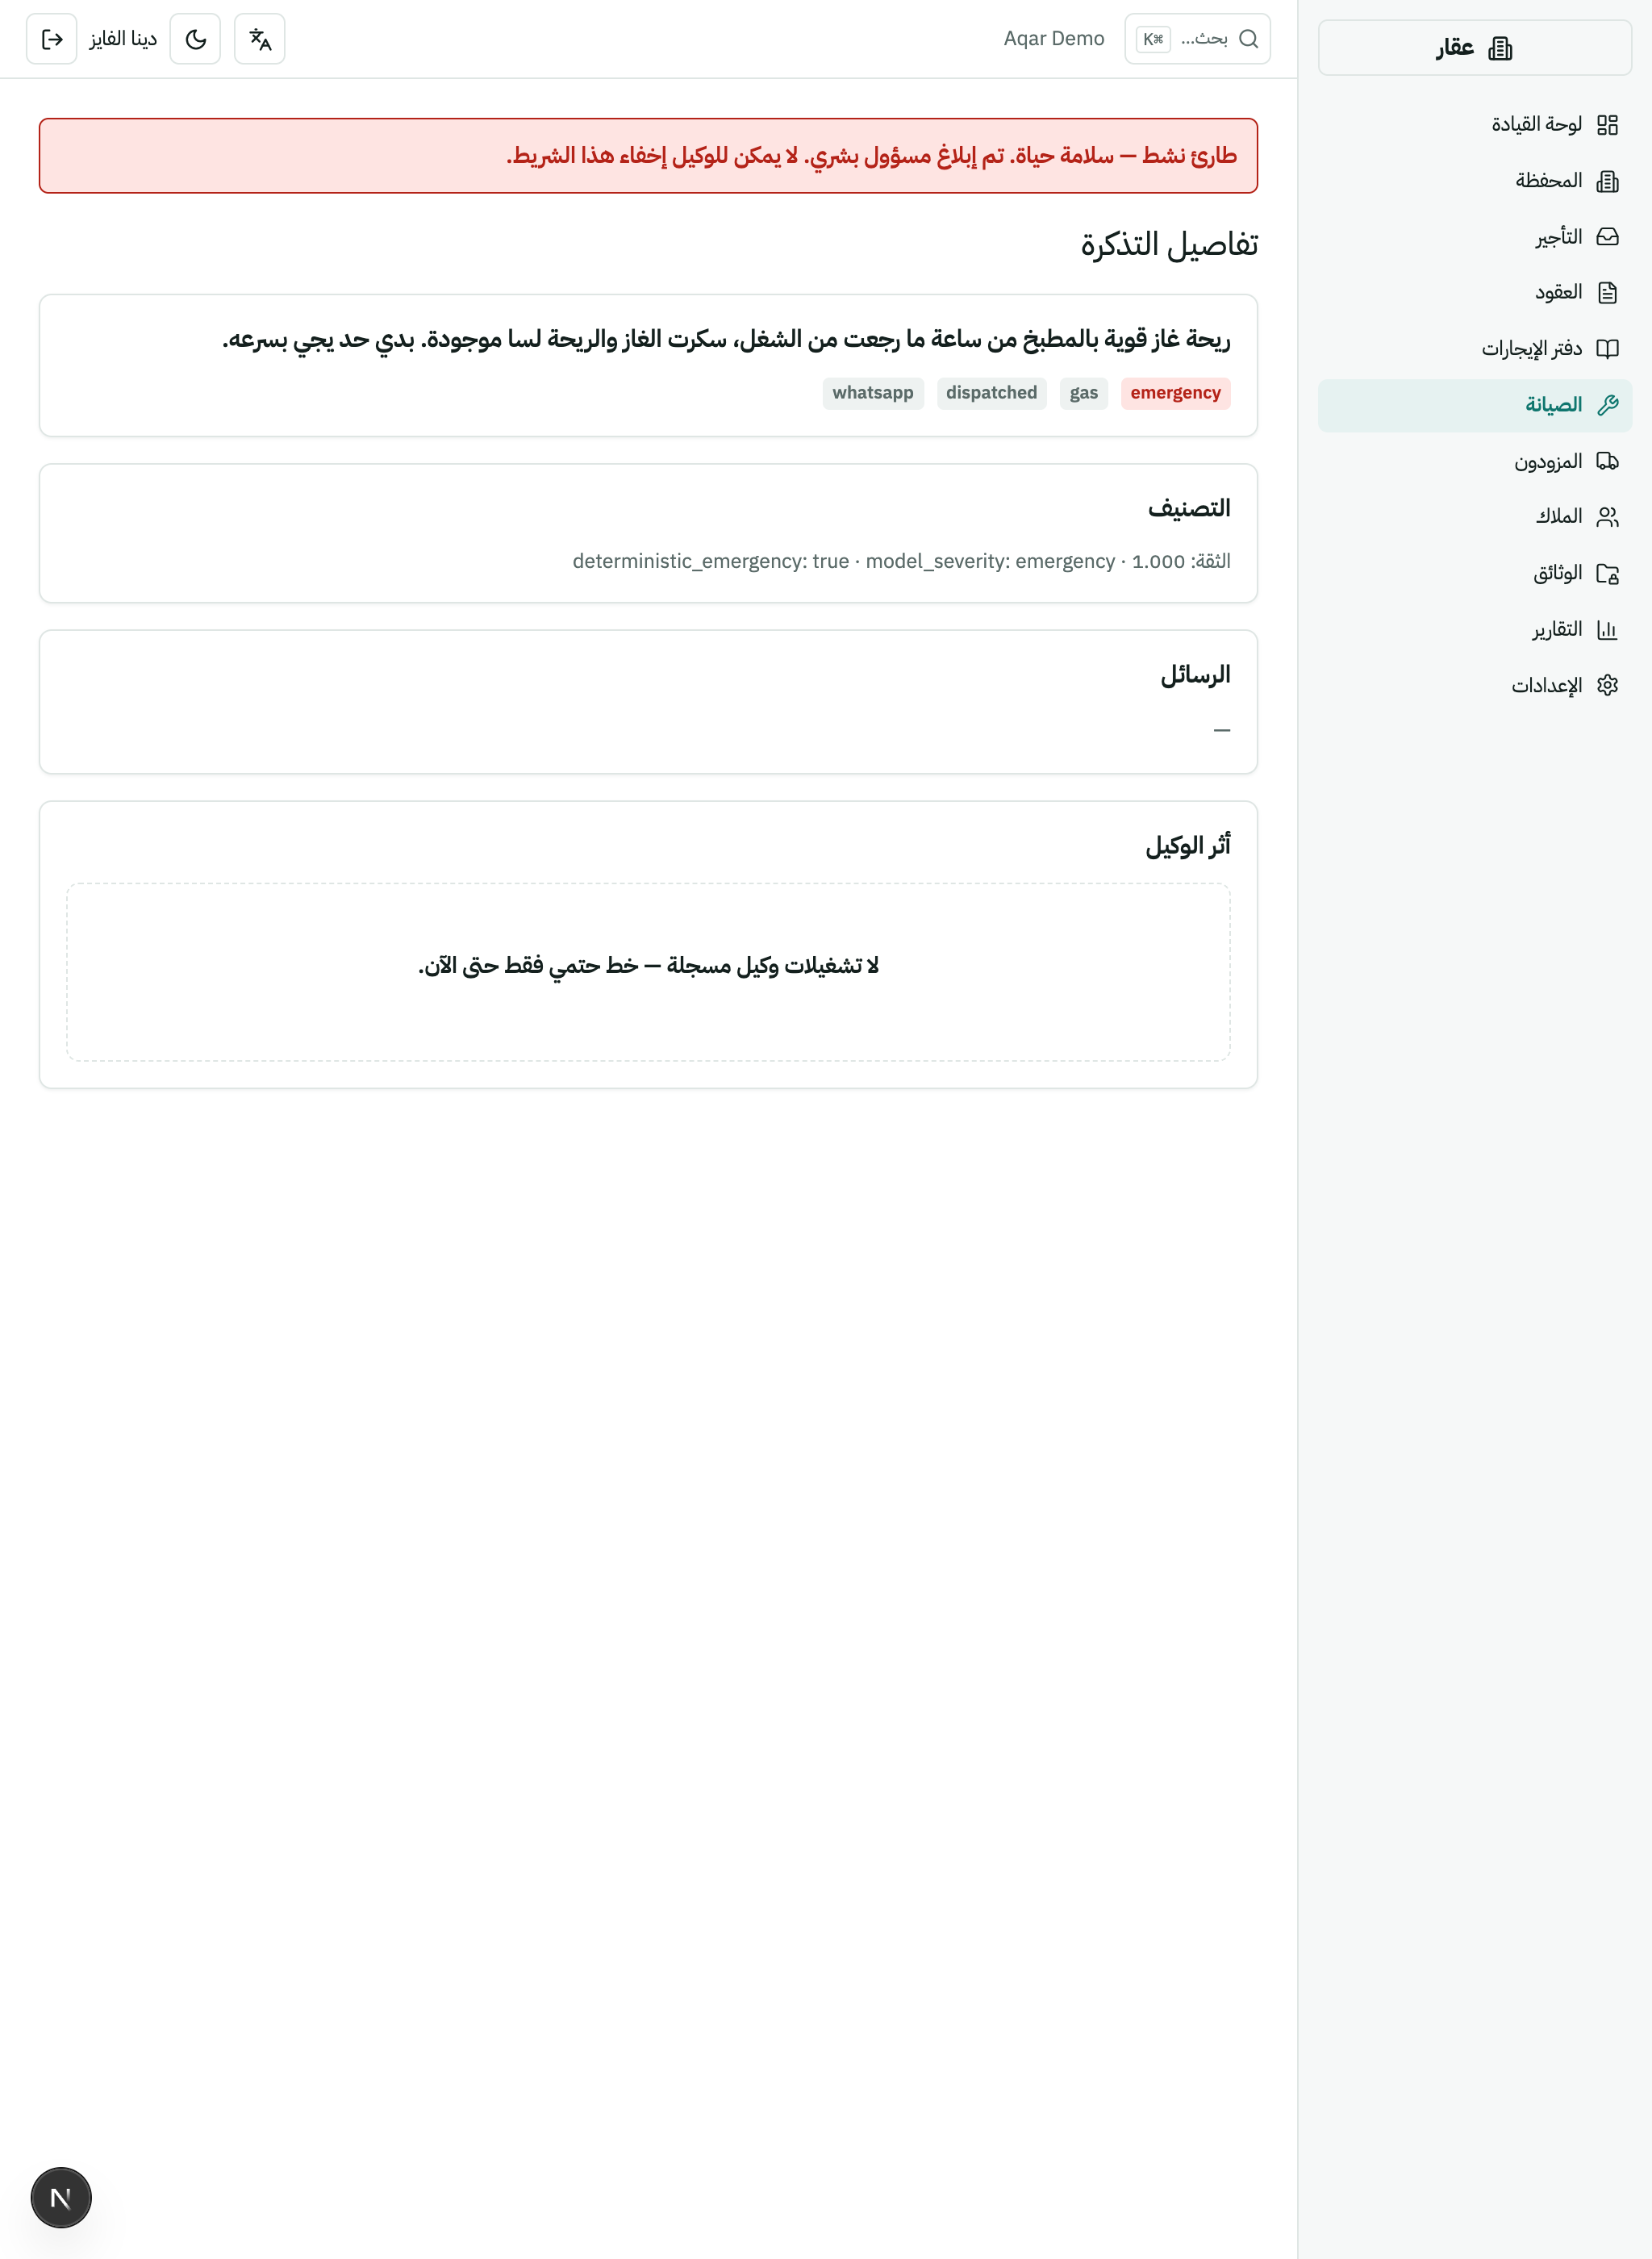 عقار
لوحة القيادة
المحفظة
التأجير
العقود
دفتر الإيجارات
الصيانة
المزودون
الملاك
الوثائق
التقارير
الإعدادات
بحث... ⌘K
Aqar Demo
دينا الفايز
طارئ نشط — سلامة حياة. تم إبلاغ مسؤول بشري. لا يمكن للوكيل إخفاء هذا الشريط.
تفاصيل التذكرة
ريحة غاز قوية بالمطبخ من ساعة ما رجعت من الشغل، سكرت الغاز والريحة لسا موجودة. بدي حد يجي بسرعه.
emergency gas dispatched whatsapp
التصنيف
الثقة: 1.000 · deterministic_emergency: true · model_severity: emergency
الرسائل
—
أثر الوكيل
لا تشغيلات وكيل مسجلة — خط حتمي فقط حتى الآن.
N